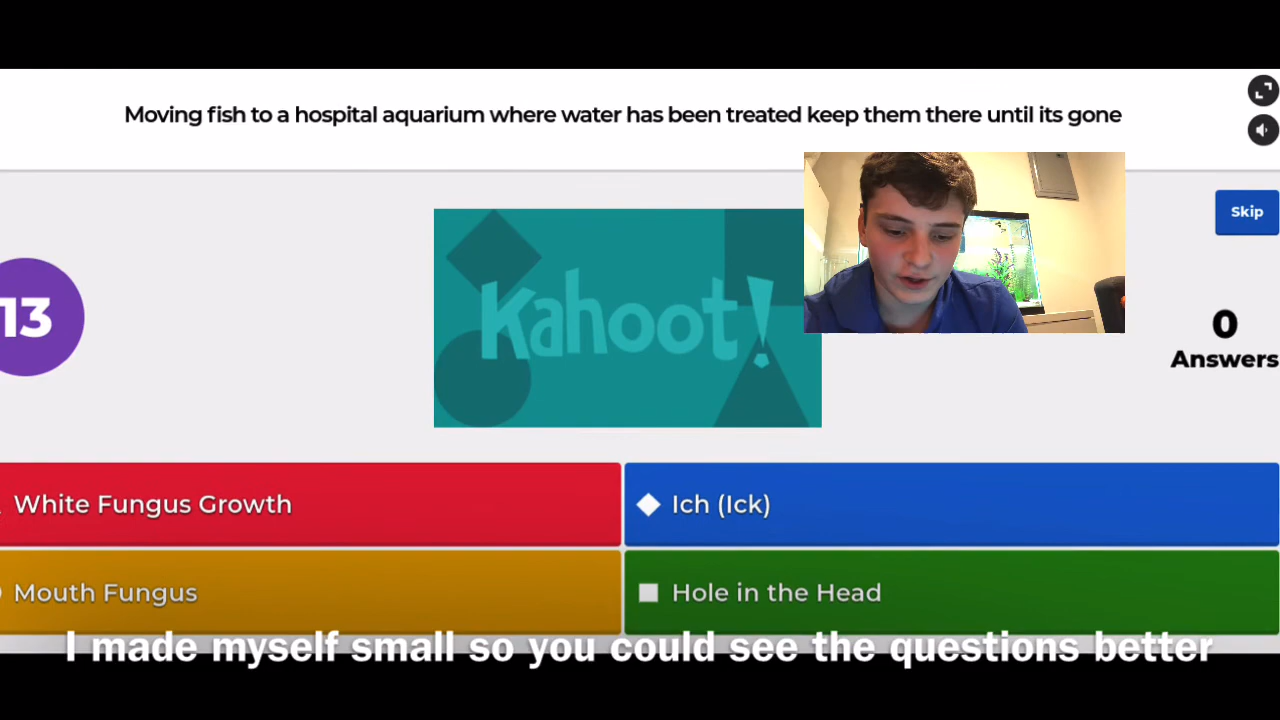 Moving fish to a hospital aquarium where water has been treated keep them there until its gone
Skip
13
Kahoot!
0
Answers
White Fungus Growth
Ich (Ick)
Mouth Fungus
Hole in the Head
I made myself small so you could see the questions better